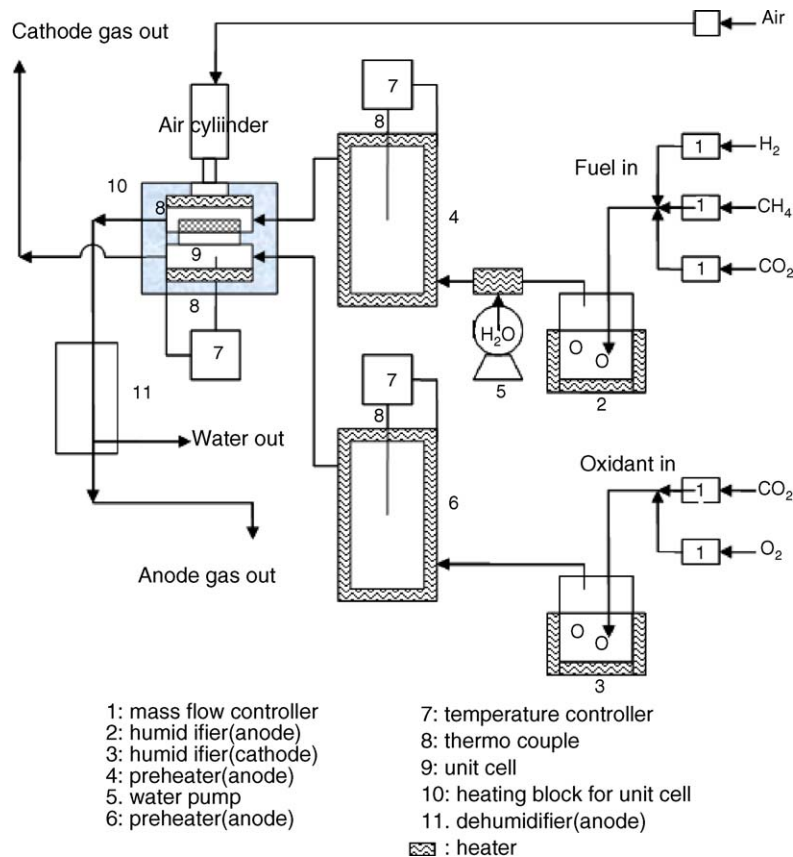 Cathode gas out
Air
Air cyliinder
7
8
1
H₂
Fuel in
10
8
4
1
CH₄
9
1
CO₂
8
H₂O
O
O
7
7
5
2
11
8
Water out
Oxidant in
1
CO₂
6
1
O₂
Anode gas out
O
O
3
1: mass flow controller
2: humid ifier(anode)
3: humid ifier(cathode)
4: preheater(anode)
5. water pump
6: preheater(anode)
7: temperature controller
8: thermo couple
9: unit cell
10: heating block for unit cell
11. dehumidifier(anode)
: heater